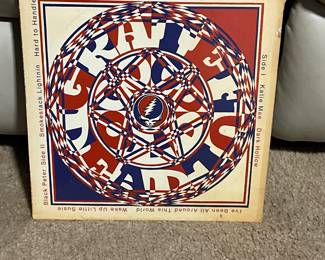 GRATEFUL
DEAD
Side I Katie Mae Dark Hollow
I've Been All Around This World Wake Up Little Susie
Black Peter Side II Smokestack Lightnin Hard to Handle